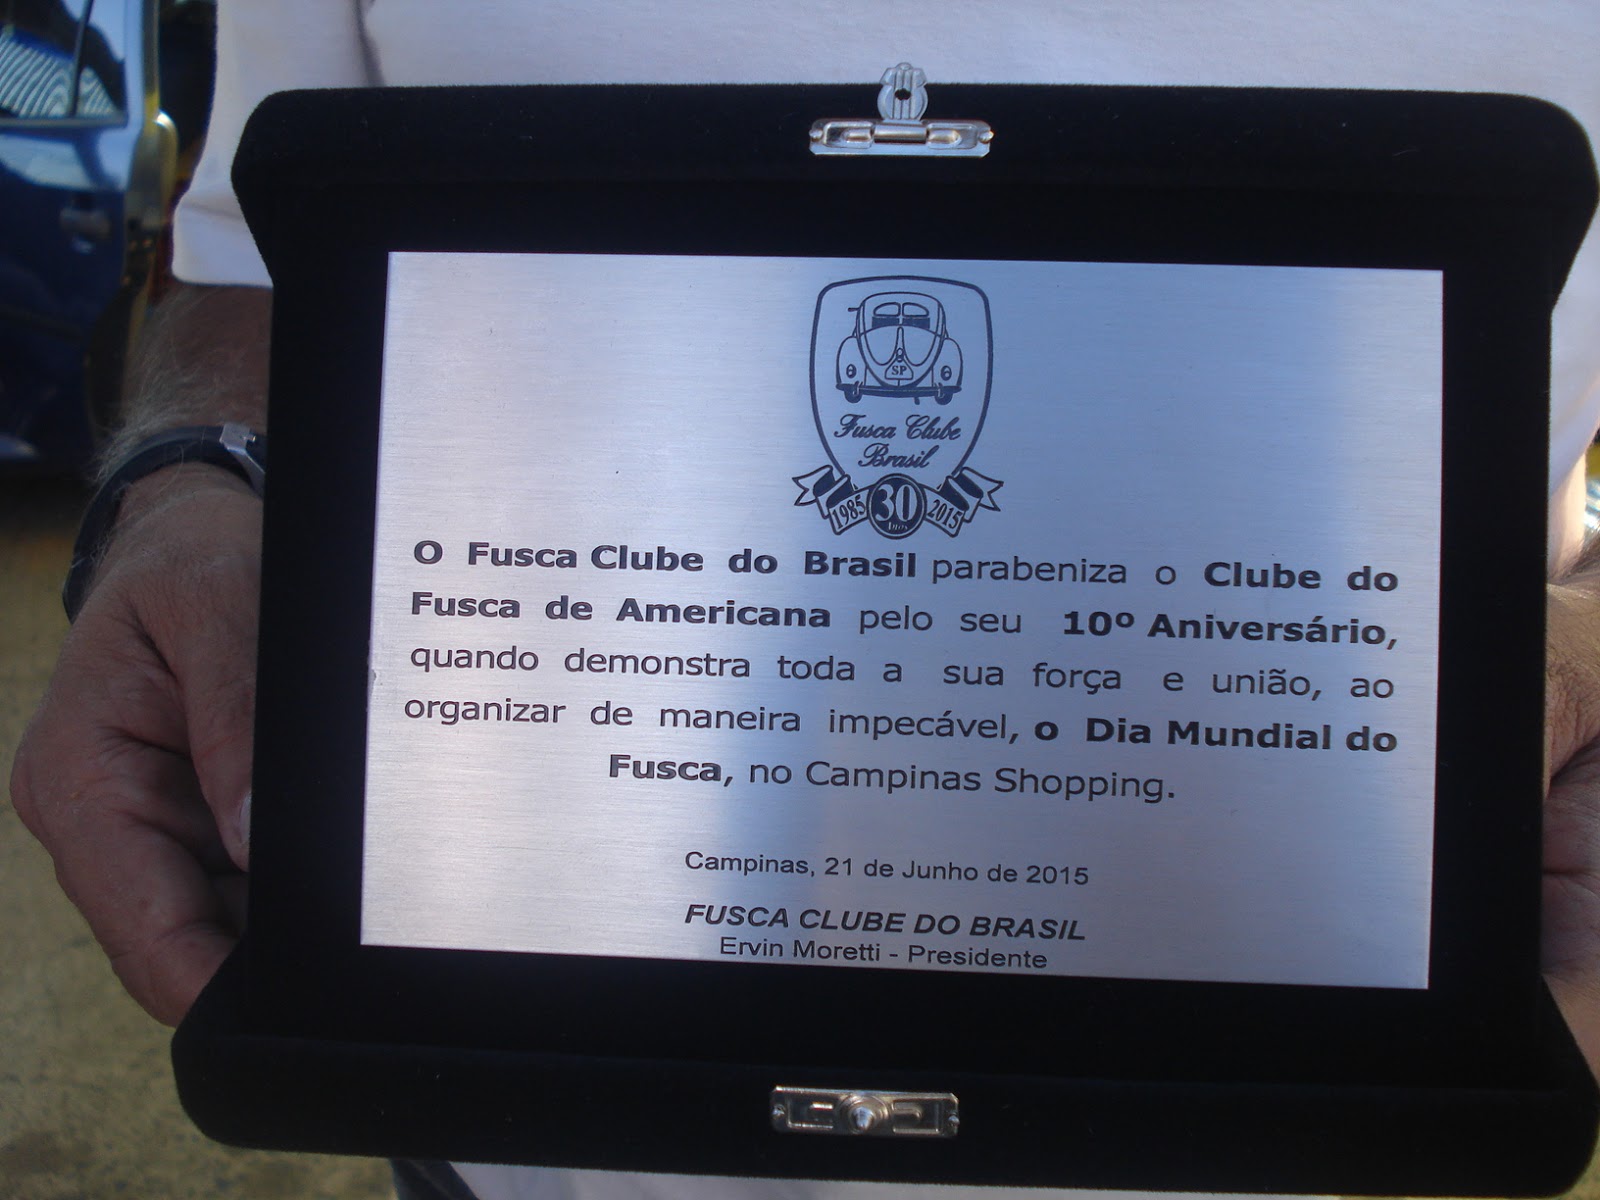 SP
Fusca Clube
Brasil
1985 30 2015
Anos
O Fusca Clube do Brasil parabeniza o Clube do
Fusca de Americana pelo seu 10º Aniversário,
quando demonstra toda a sua força e união, ao
organizar de maneira impecável, o Dia Mundial do
Fusca, no Campinas Shopping.
Campinas, 21 de Junho de 2015
FUSCA CLUBE DO BRASIL
Ervin Moretti - Presidente